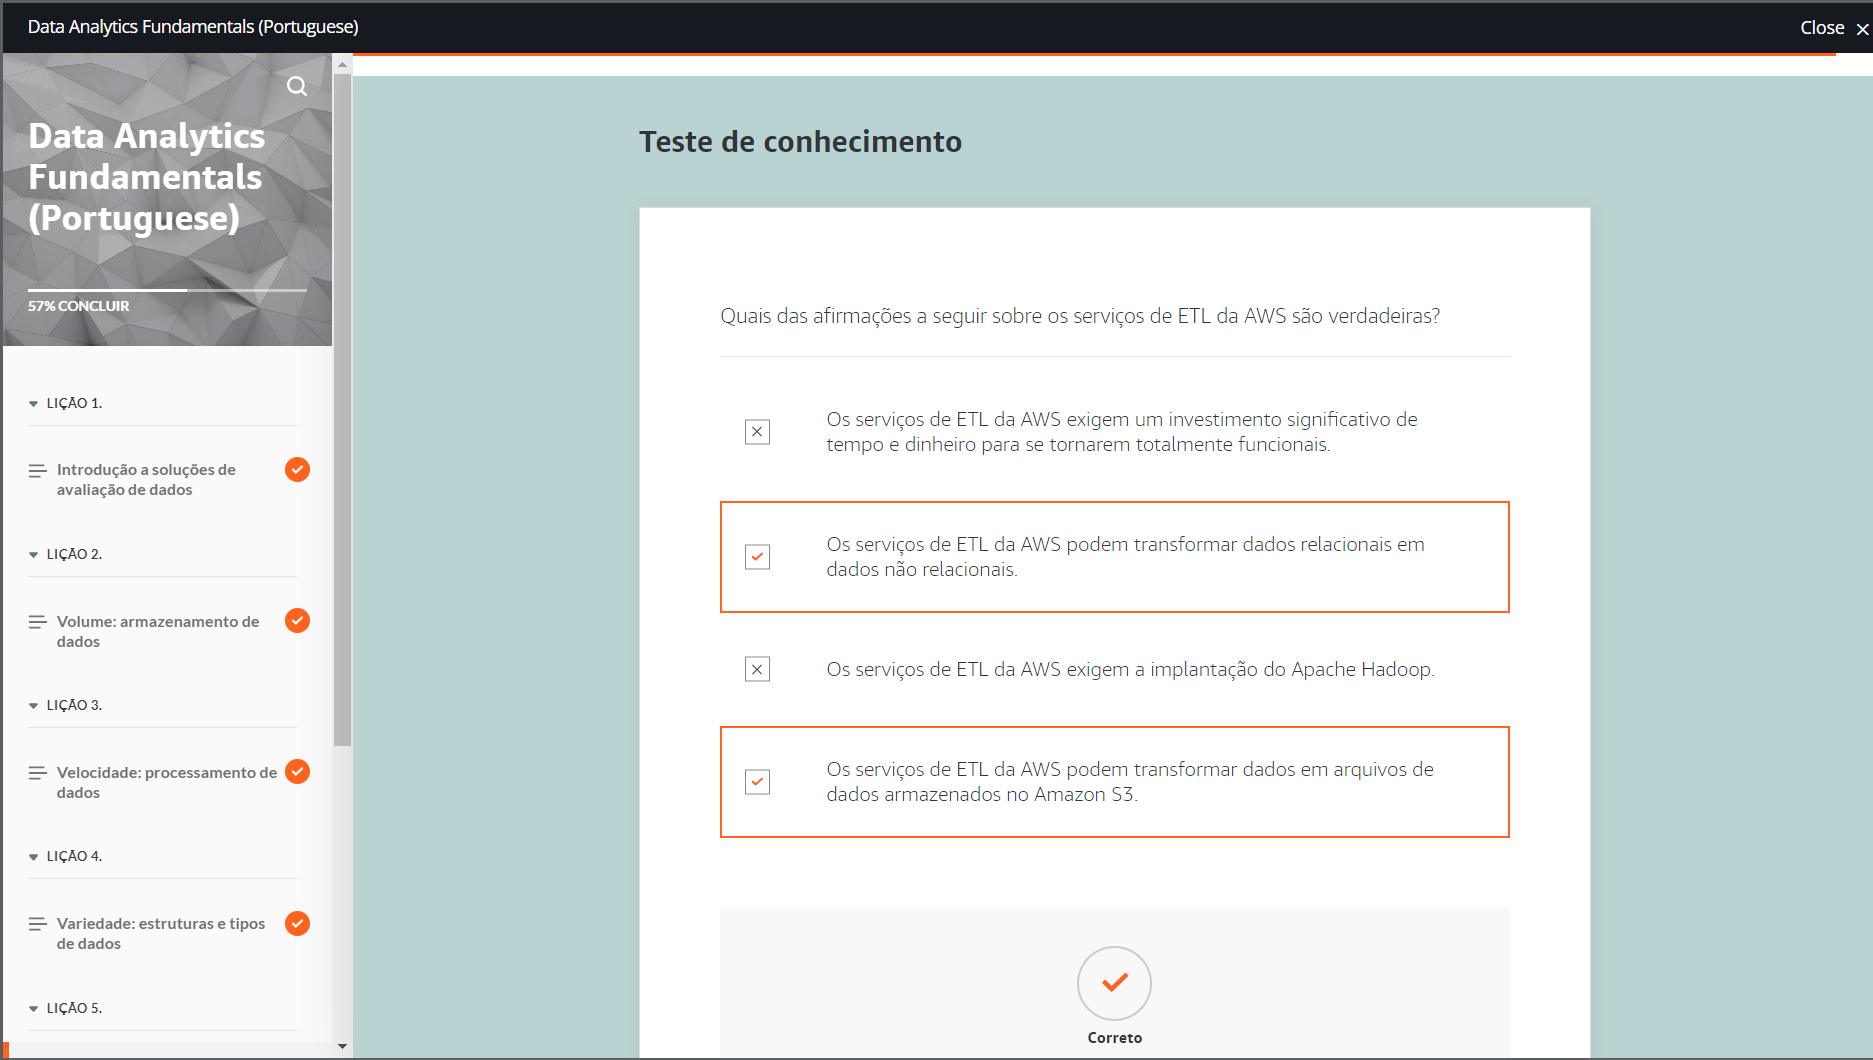 Data Analytics Fundamentals (Portuguese)
Close
Data Analytics
Fundamentals
(Portuguese)
57% CONCLUIR
LIÇÃO 1.
Introdução a soluções de
avaliação de dados
LIÇÃO 2.
Volume: armazenamento de
dados
LIÇÃO 3.
Velocidade: processamento de
dados
LIÇÃO 4.
Variedade: estruturas e tipos
de dados
LIÇÃO 5.
Teste de conhecimento
Quais das afirmações a seguir sobre os serviços de ETL da AWS são verdadeiras?
Os serviços de ETL da AWS exigem um investimento significativo de
tempo e dinheiro para se tornarem totalmente funcionais.
Os serviços de ETL da AWS podem transformar dados relacionais em
dados não relacionais.
Os serviços de ETL da AWS exigem a implantação do Apache Hadoop.
Os serviços de ETL da AWS podem transformar dados em arquivos de
dados armazenados no Amazon S3.
Correto